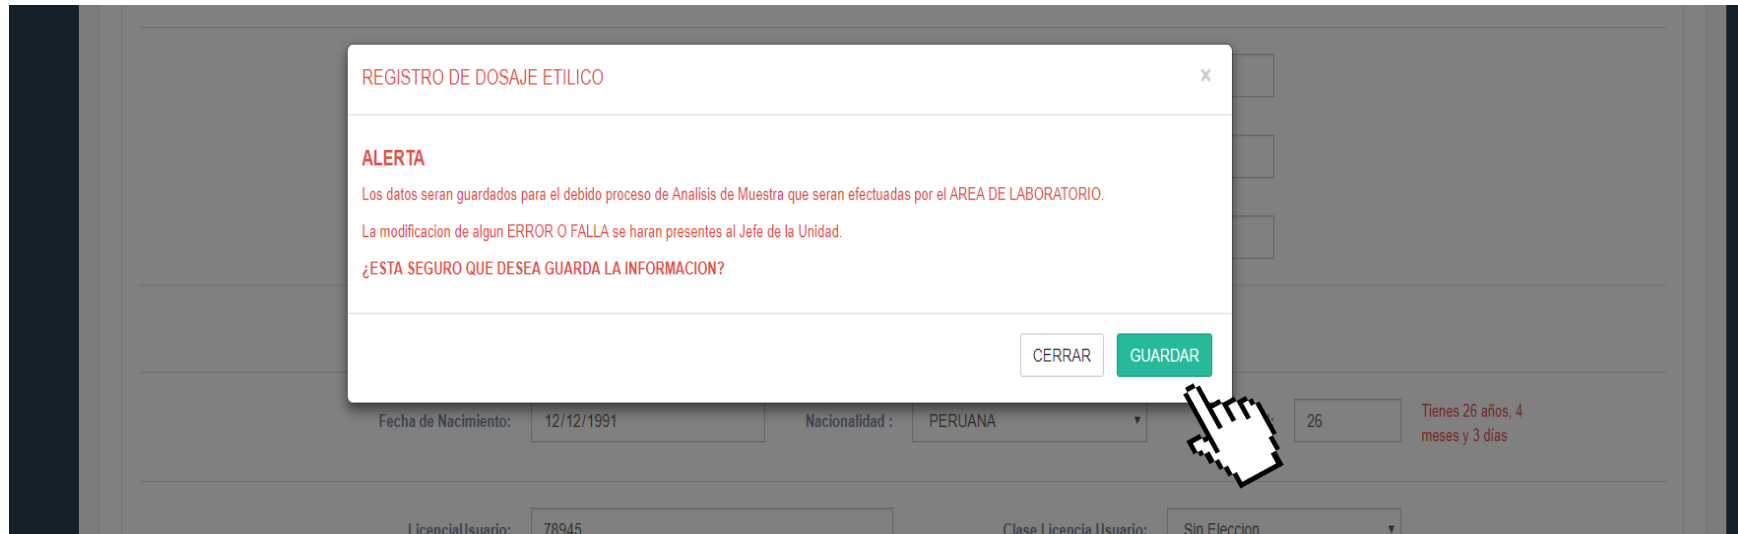 REGISTRO DE DOSAJE ETILICO
x
ALERTA
Los datos seran guardados para el debido proceso de Analisis de Muestra que seran efectuadas por el AREA DE LABORATORIO.
La modificacion de algun ERROR O FALLA se haran presentes al Jefe de la Unidad.
¿ESTA SEGURO QUE DESEA GUARDA LA INFORMACION?
CERRAR GUARDAR
Fecha de Nacimiento: 12/12/1991 Nacionalidad : PERUANA 26 Tienes 26 años, 4
meses y 3 días
LicenciaUsuario: 78945 Clase Licencia Usuario: Sin Eleccion